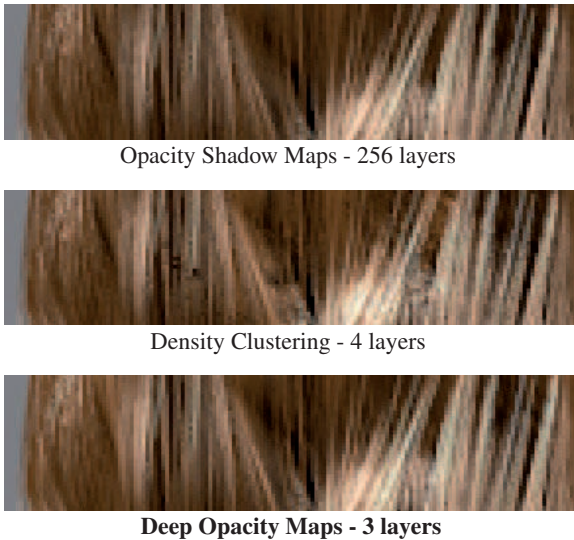 Opacity Shadow Maps - 256 layers
Density Clustering - 4 layers
Deep Opacity Maps - 3 layers